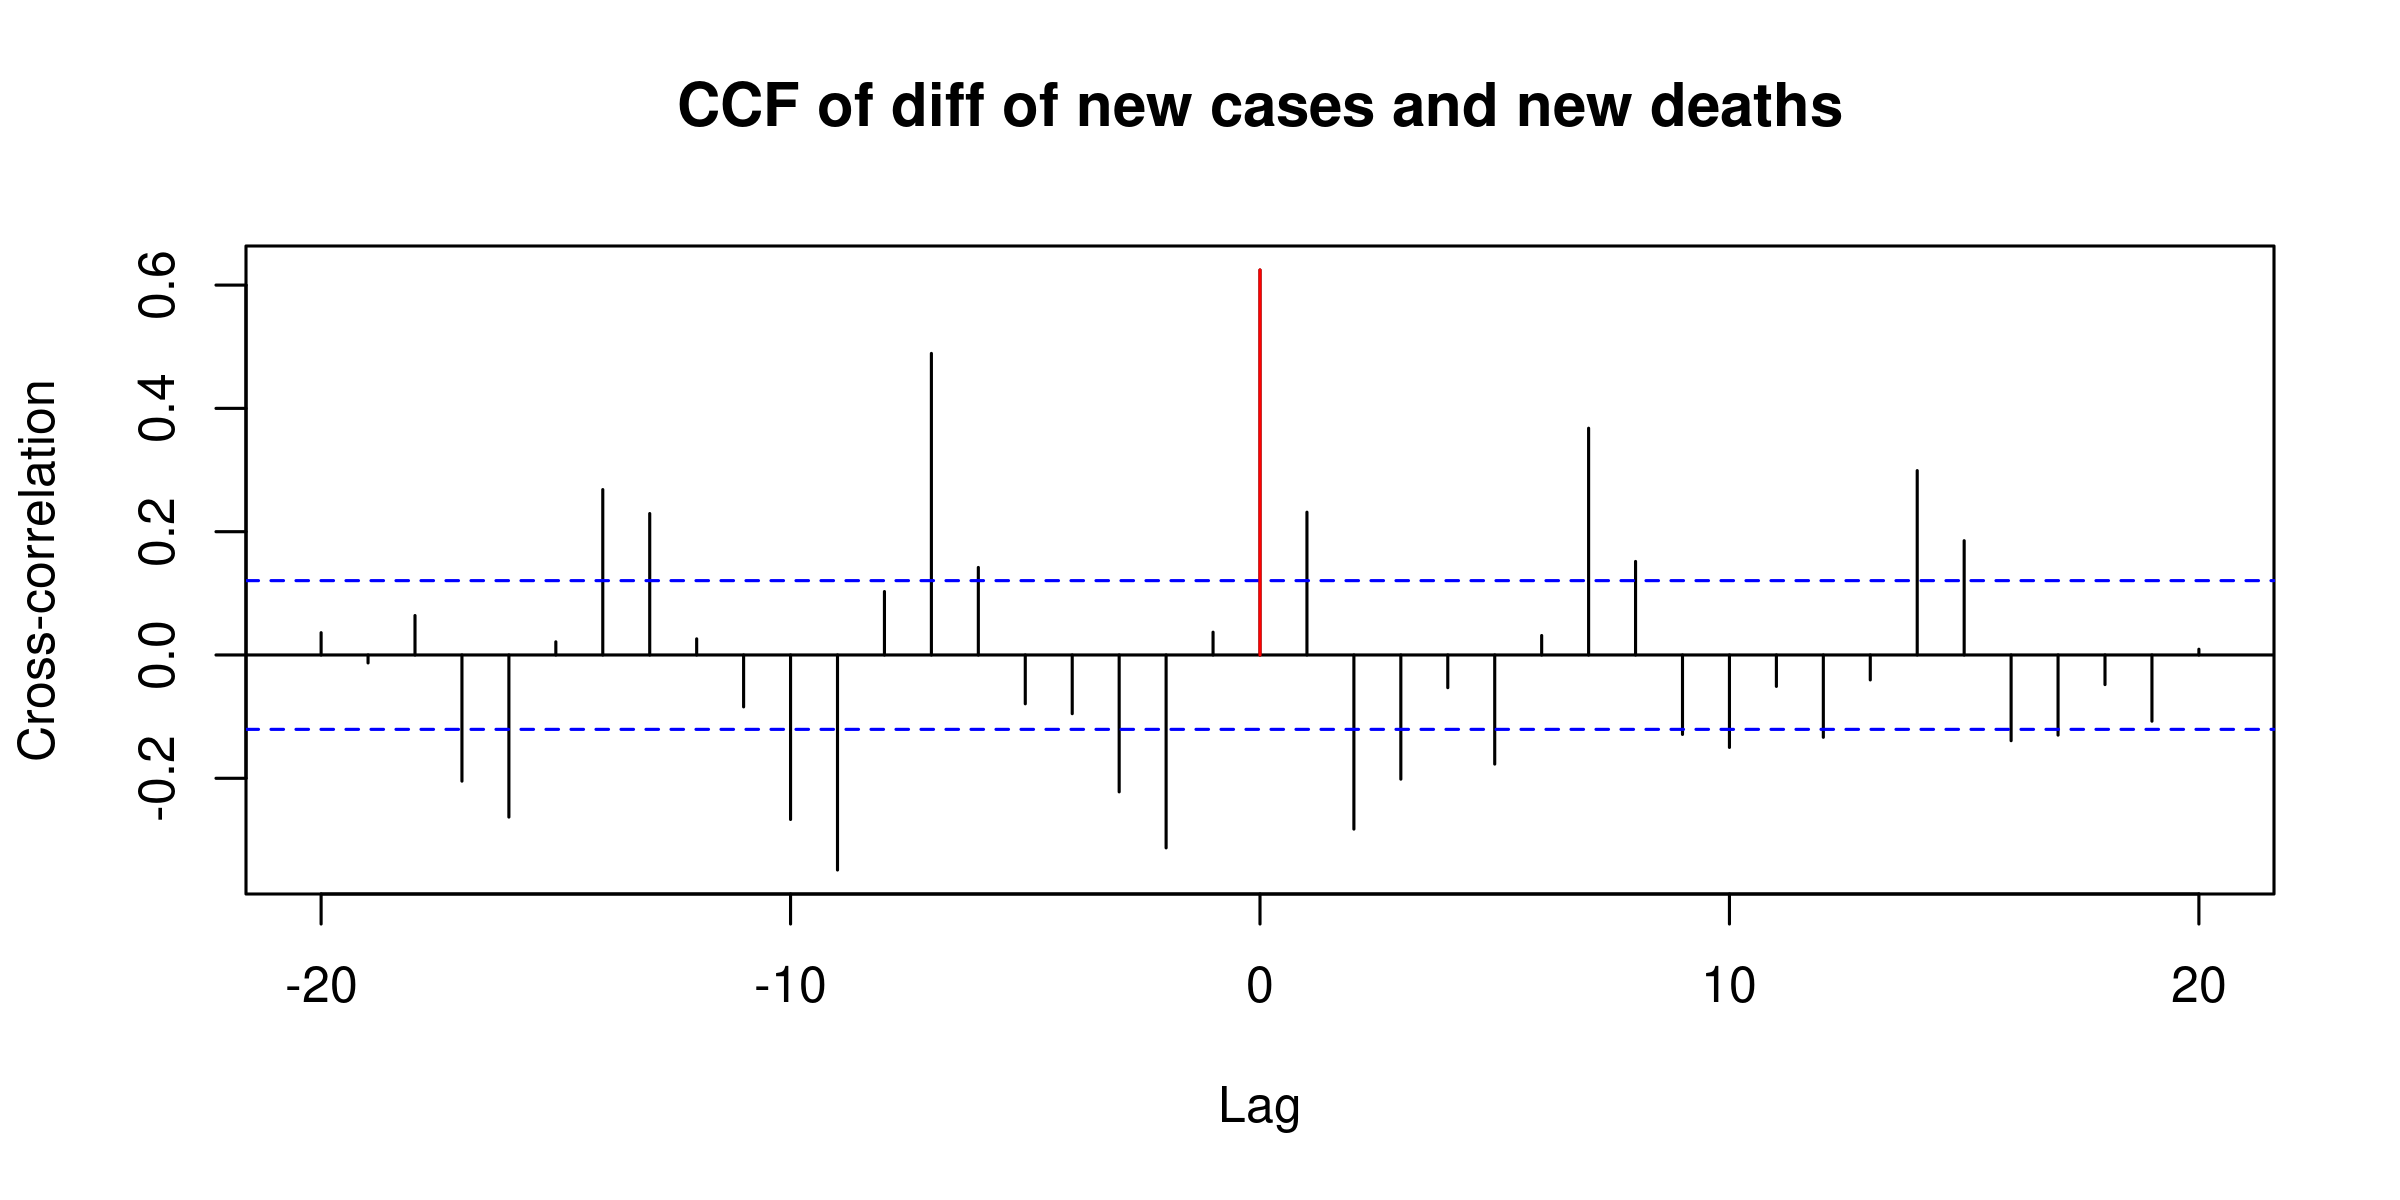 CCF of diff of new cases and new deaths
Cross-correlation
0.6
0.4
0.2
0.0
-0.2
-20 -10 0 10 20
Lag